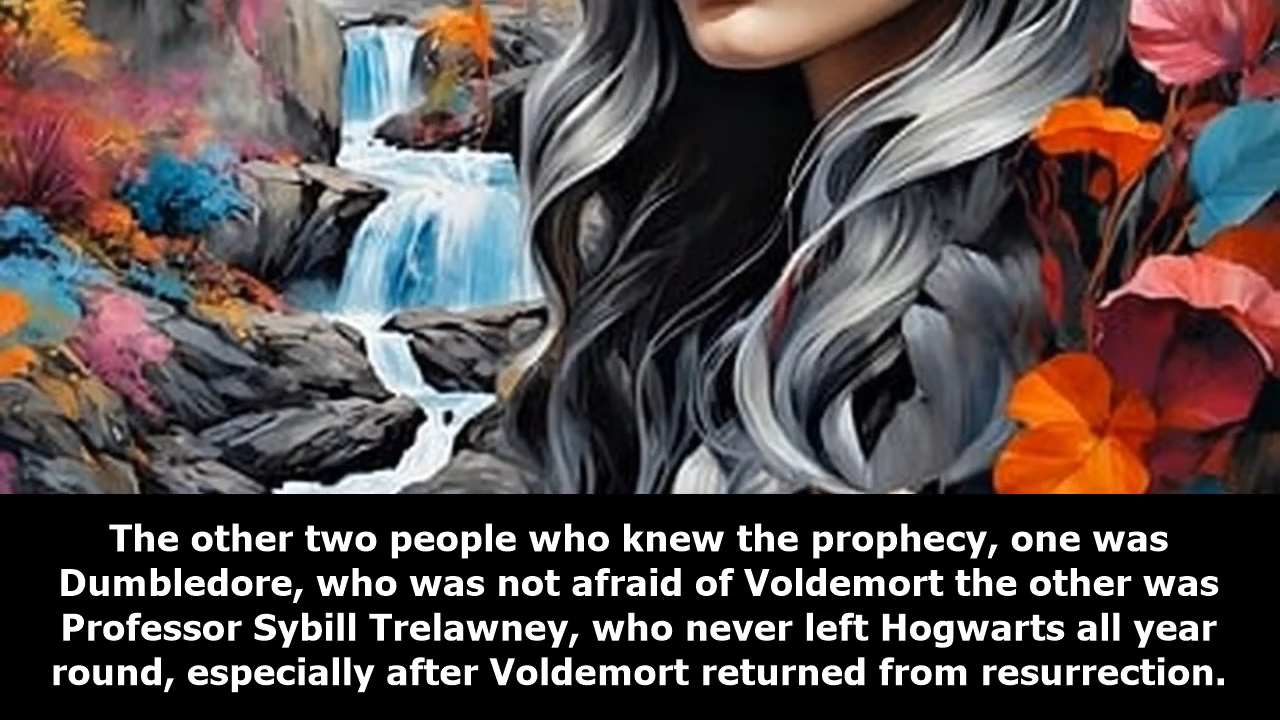 The other two people who knew the prophecy, one was
Dumbledore, who was not afraid of Voldemort the other was
Professor Sybill Trelawney, who never left Hogwarts all year
round, especially after Voldemort returned from resurrection.